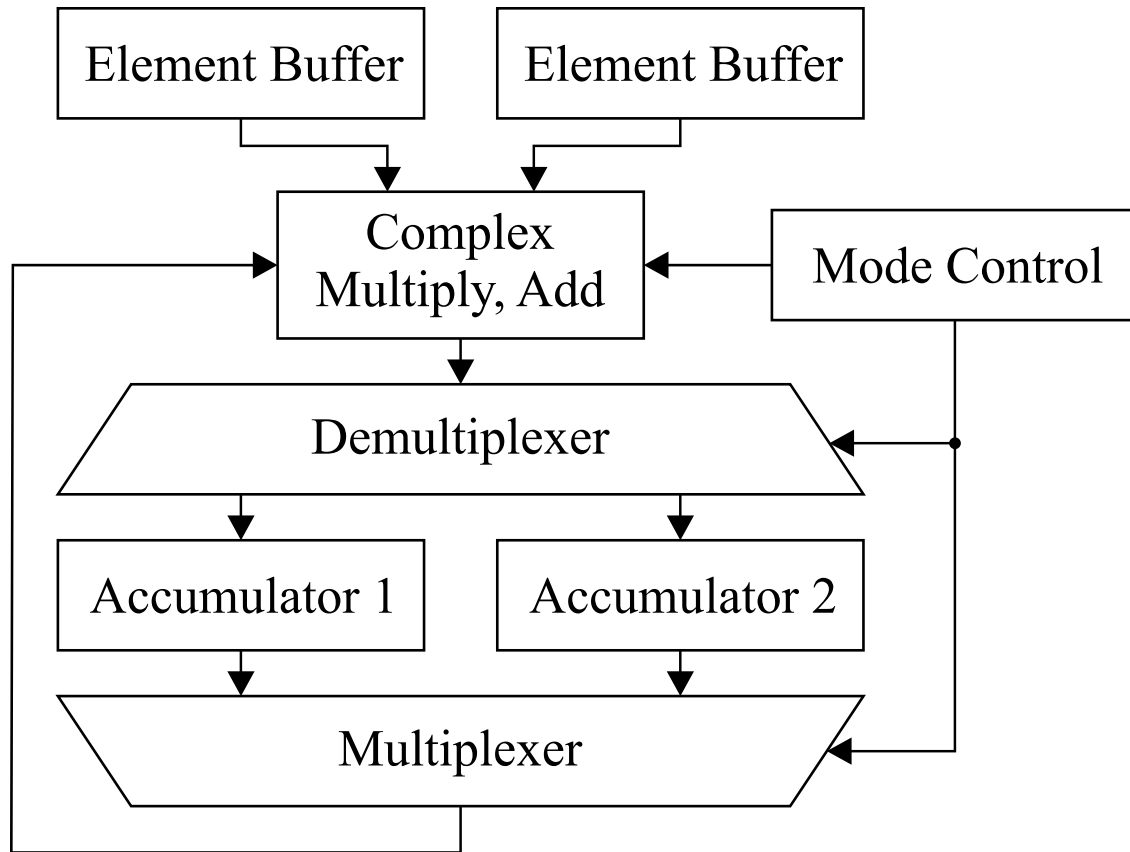 Element Buffer
Element Buffer
Complex
Multiply, Add
Mode Control
Demultiplexer
Accumulator 1
Accumulator 2
Multiplexer